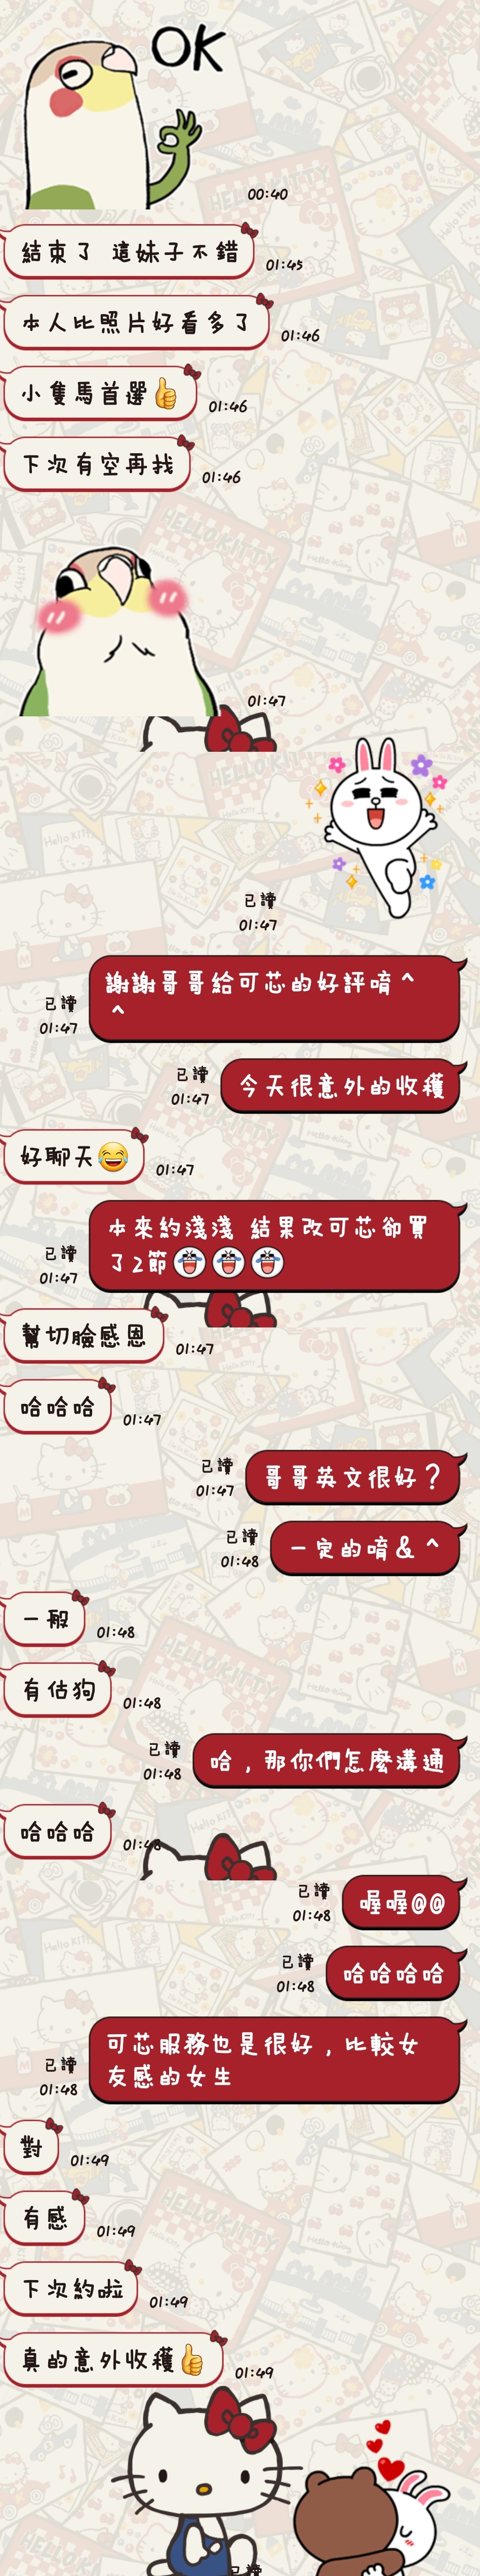 OK
00:40
結束了 這妹子不錯
01:45
本人比照片好看多了
01:46
小隻馬首選👍
01:46
下次有空再找
01:46
01:47
已讀
01:47
謝謝哥哥給可芯的好評唷^
^
已讀
01:47
今天很意外的收穫
已讀
01:47
好聊天😂
01:47
本來約淺淺 結果改可芯卻買
了2節
已讀
01:47
幫切臉感恩
01:47
哈哈哈
01:47
哥哥英文很好?
已讀
01:47
一定的唷&^
已讀
01:48
一般
01:48
有估狗
01:48
哈,那你們怎麼溝通
已讀
01:48
哈哈哈
01:48
喔喔@@
已讀
01:48
哈哈哈哈
已讀
01:48
可芯服務也是很好,比較女
友感的女生
已讀
01:48
對
01:49
有感
01:49
下次約啦
01:49
真的意外收穫👍
01:49
已讀